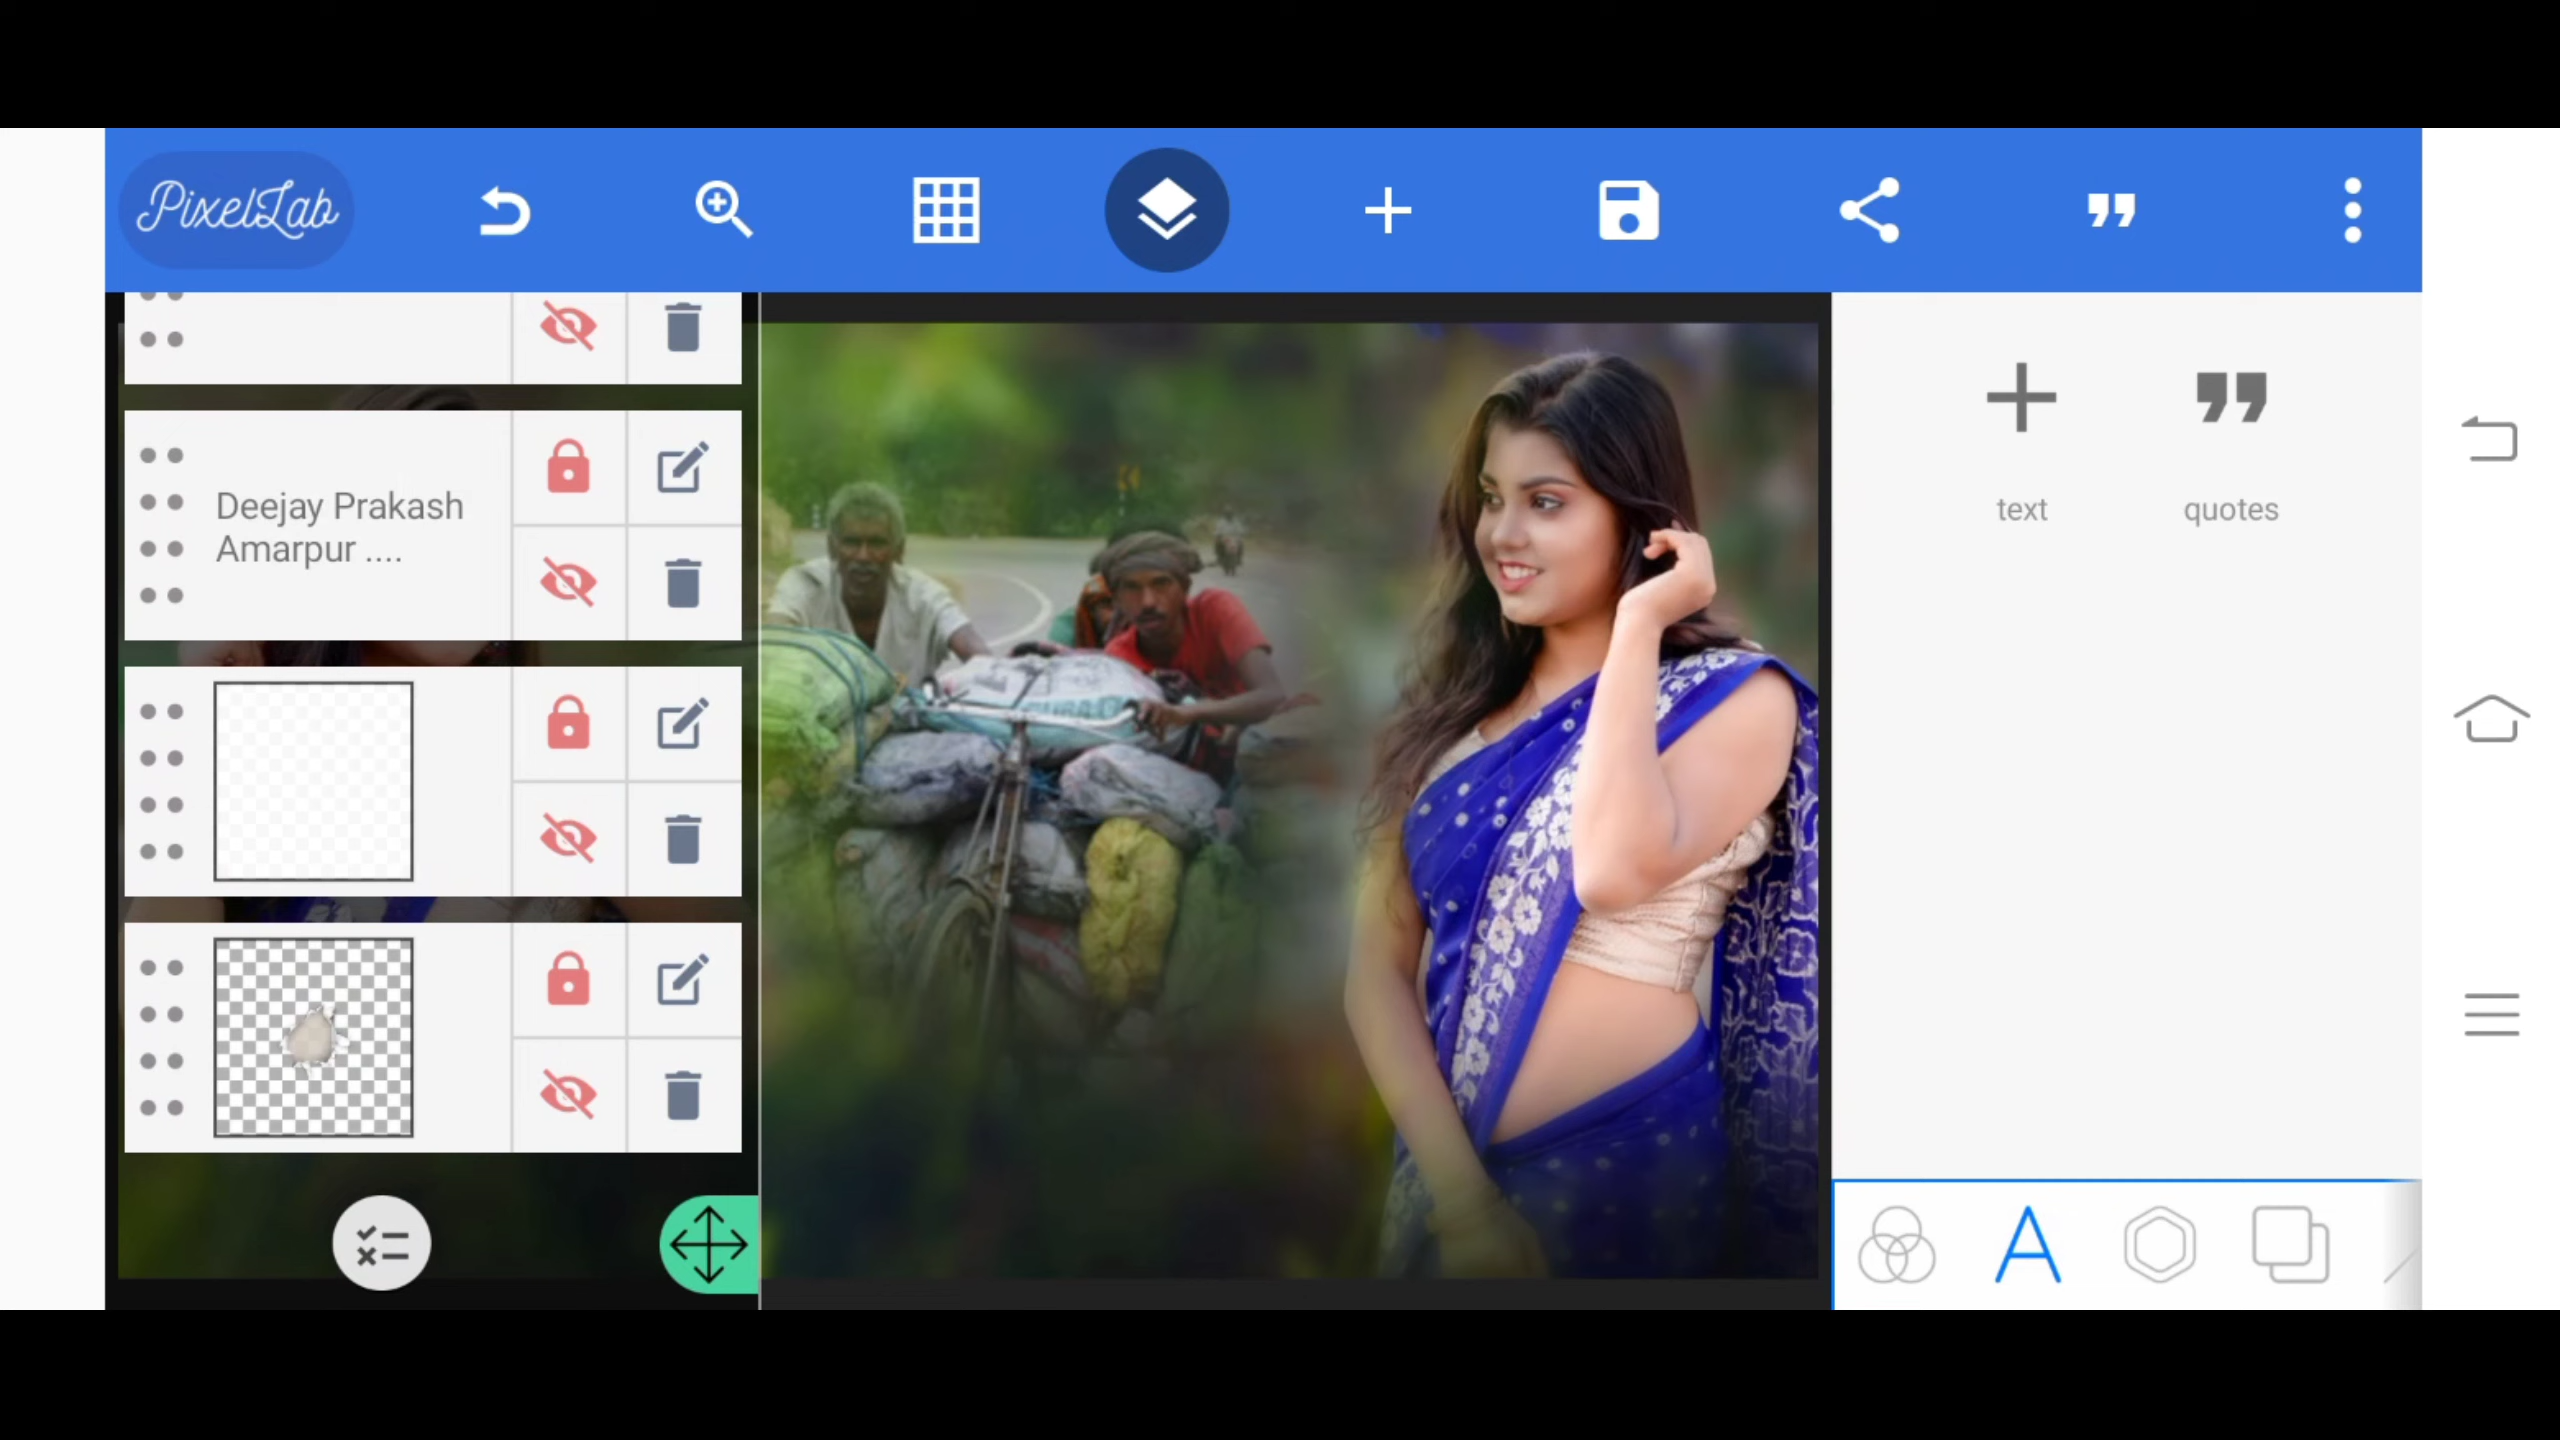 PixelLab
Deejay Prakash
Amarpur ....
text
quotes